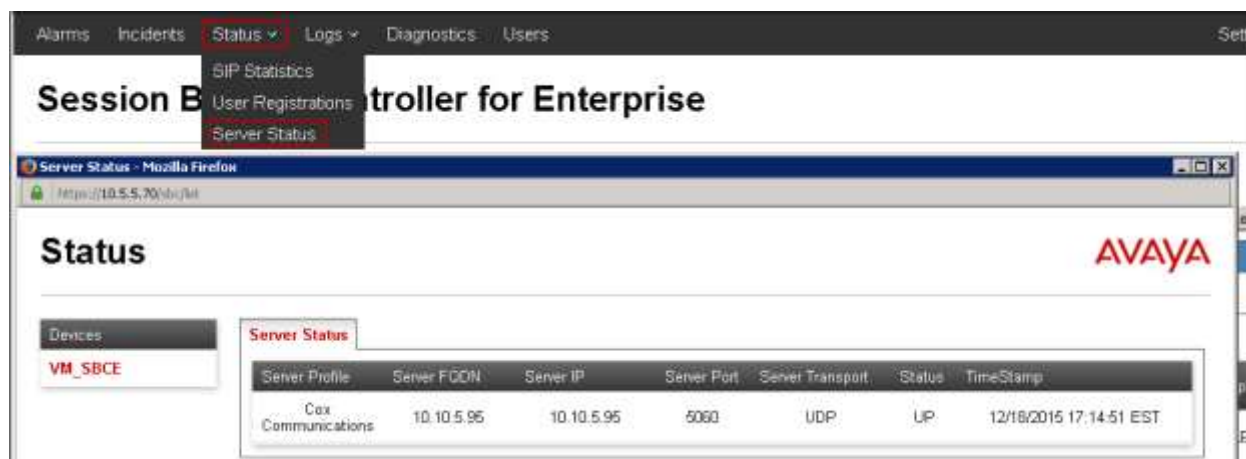 Alarms Incidents Status Logs Diagnostics Users Sett
SIP Statistics
Session B troller for Enterprise
User Registrations
Server Status
Server Status - Mozilla Firefox
https://10.5.5.70/sbc/list
Status
AVAYA
Devices
VM_SBCE
Server Status
Server Profile Server FQDN Server IP Server Port Server Transport Status TimeStamp
Cox
Communications 10.10.5.95 10.10.5.95 5060 UDP UP 12/18/2015 17:14:51 EST